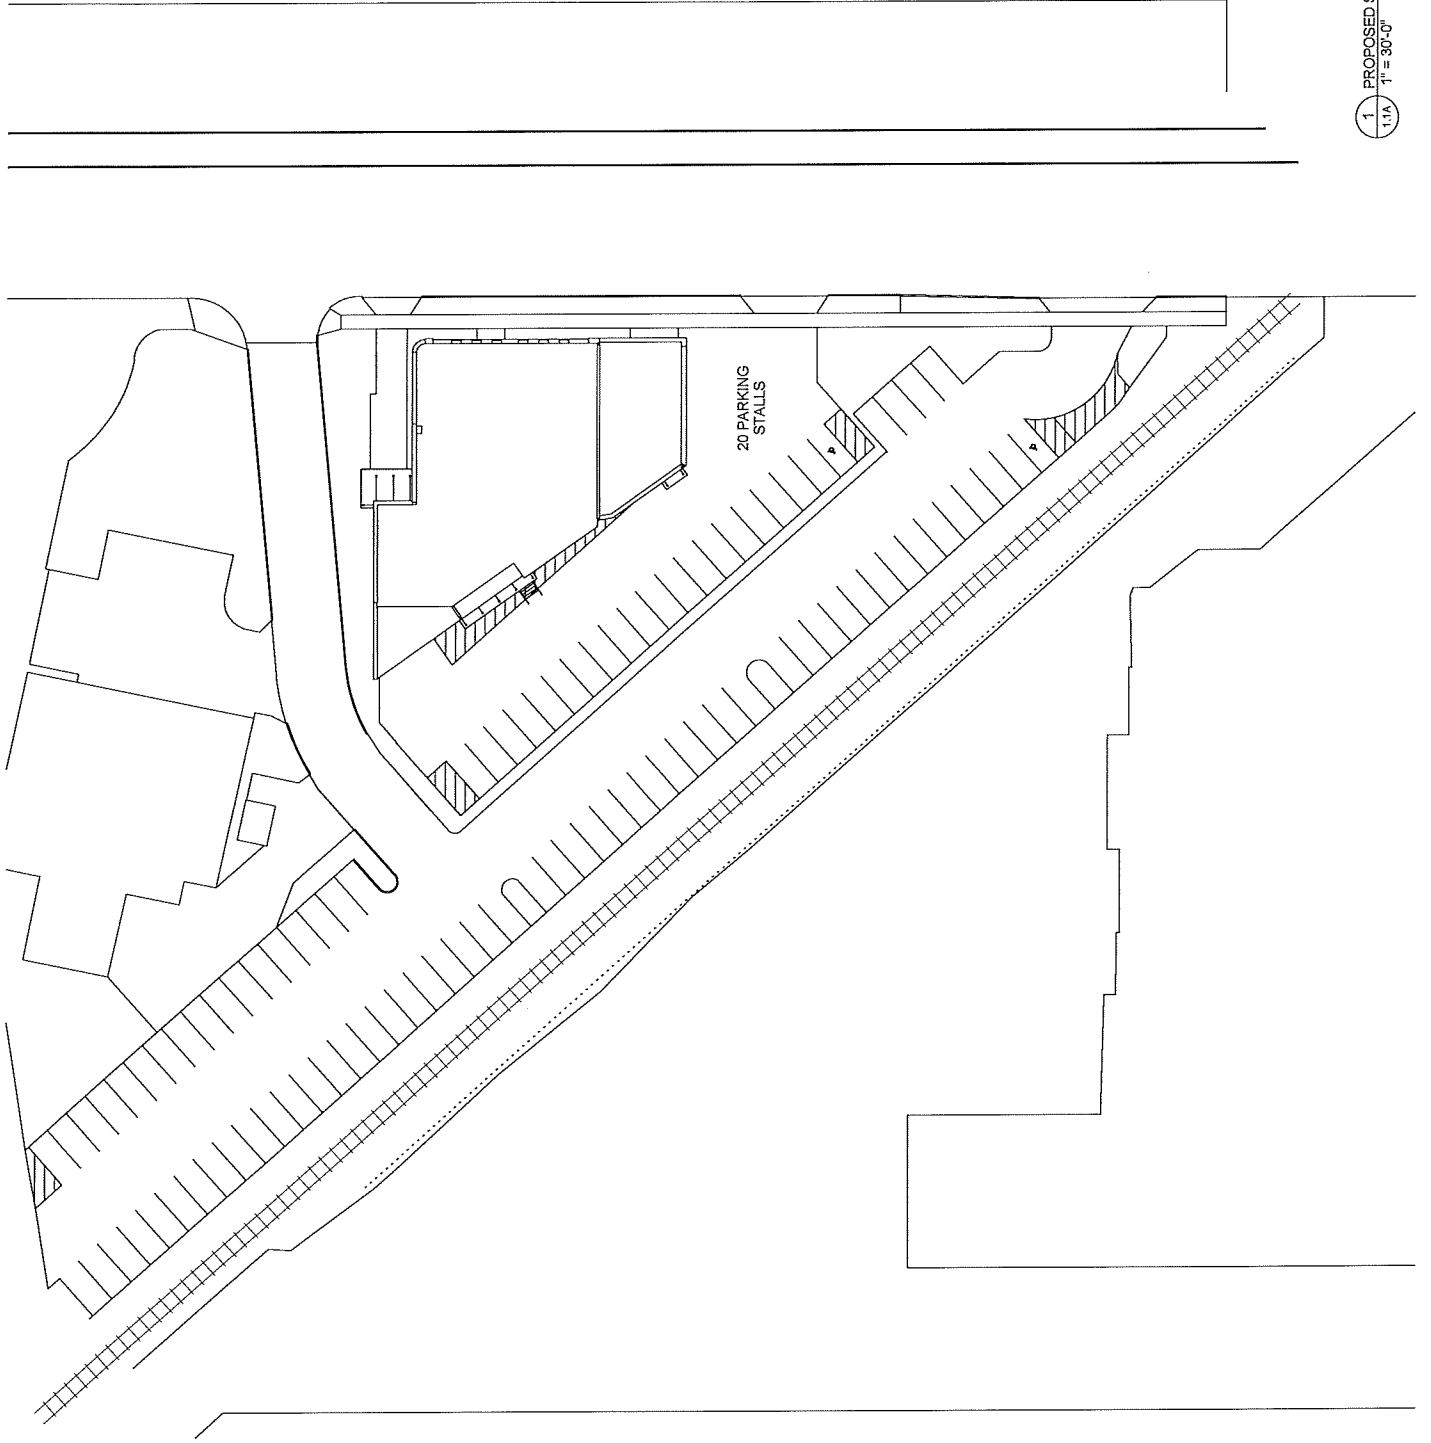 20 PARKING
STALLS
1
1.1A
PROPOSED S
1" = 30'-0"